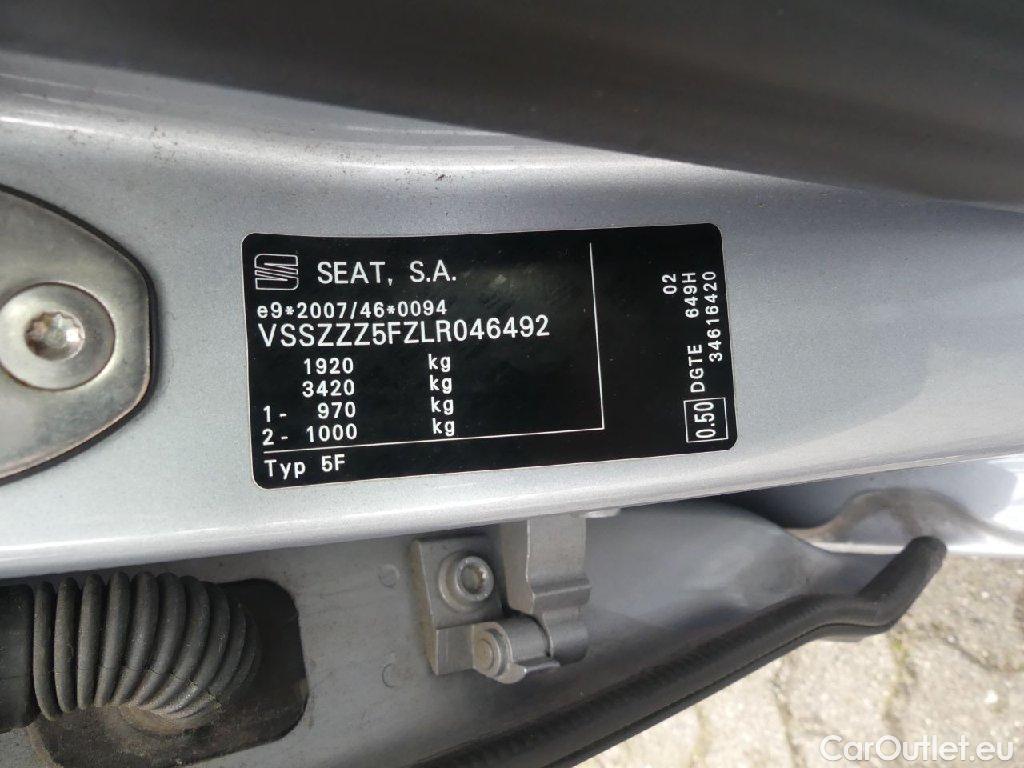 SEAT, S.A.
e9*2007/46*0094
VSSZZZ5FZLR046492
1920 kg
3420 kg
1- 970 kg
2- 1000 kg
Typ 5F
02
0.50 DGTE 649H
34616420
CarOutlet.eu